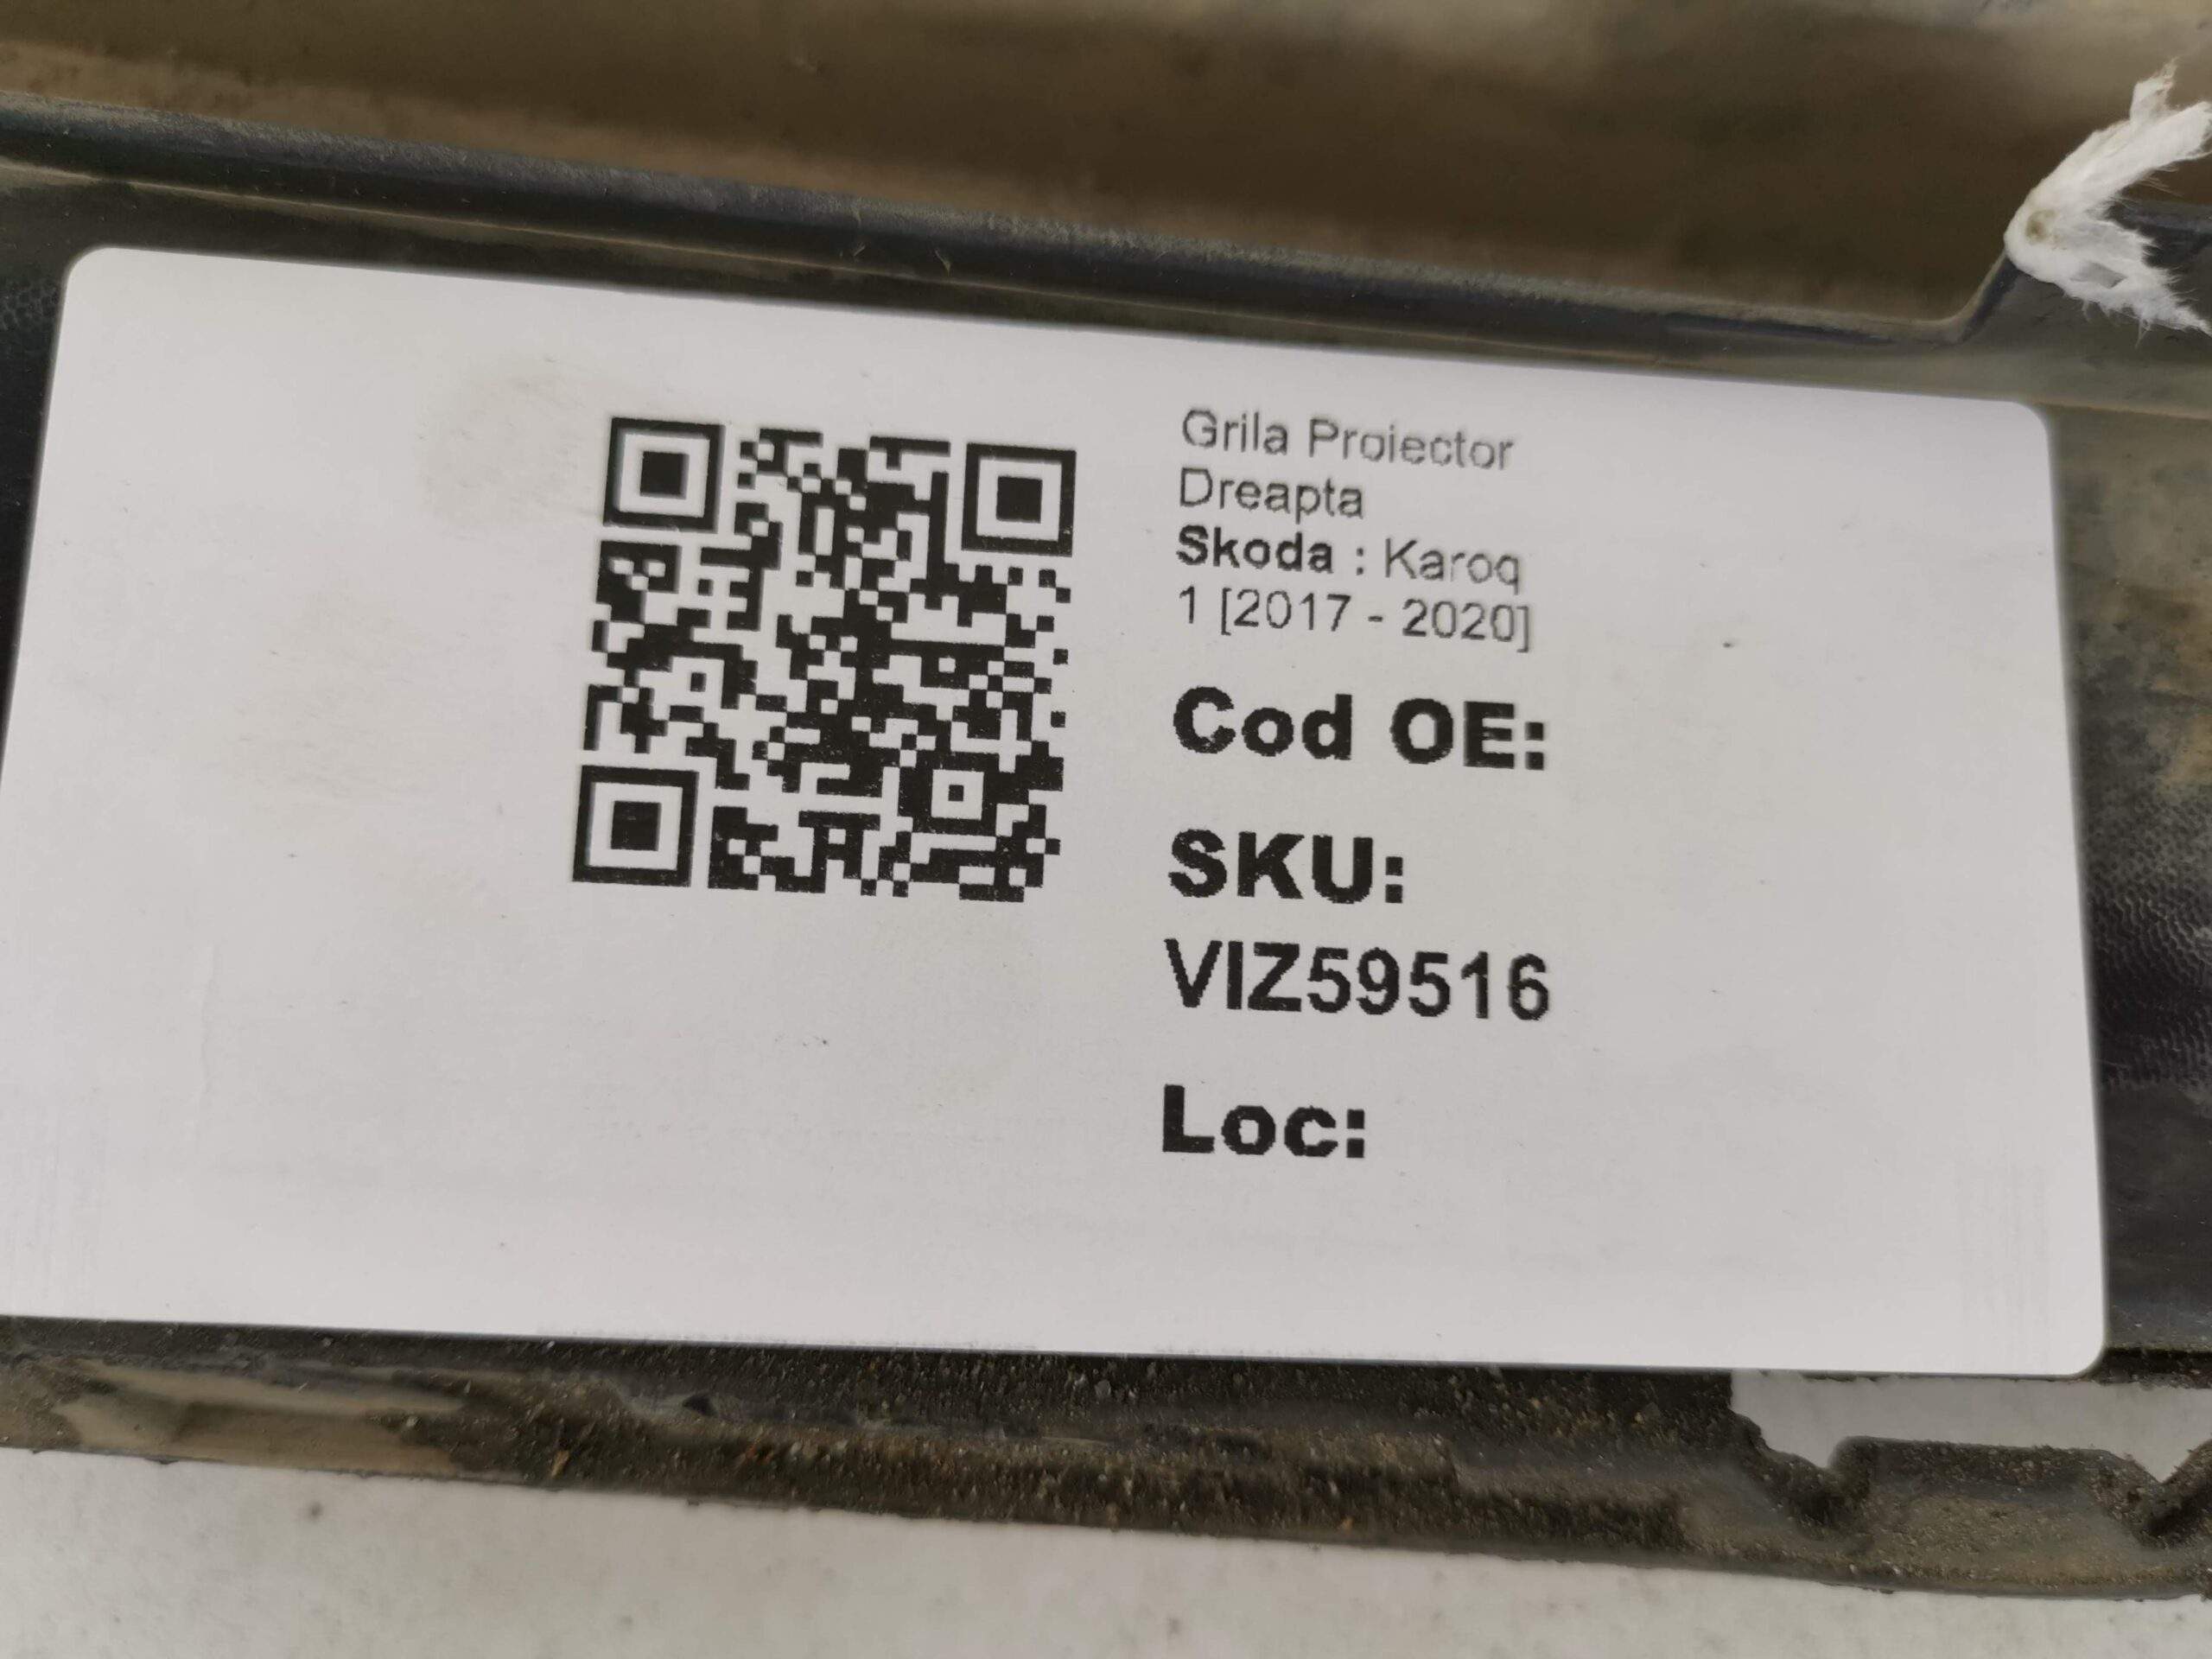 Grila Proiector
Dreapta
Skoda : Karoq
1 [2017 - 2020]
Cod OE:
SKU:
VIZ59516
Loc: